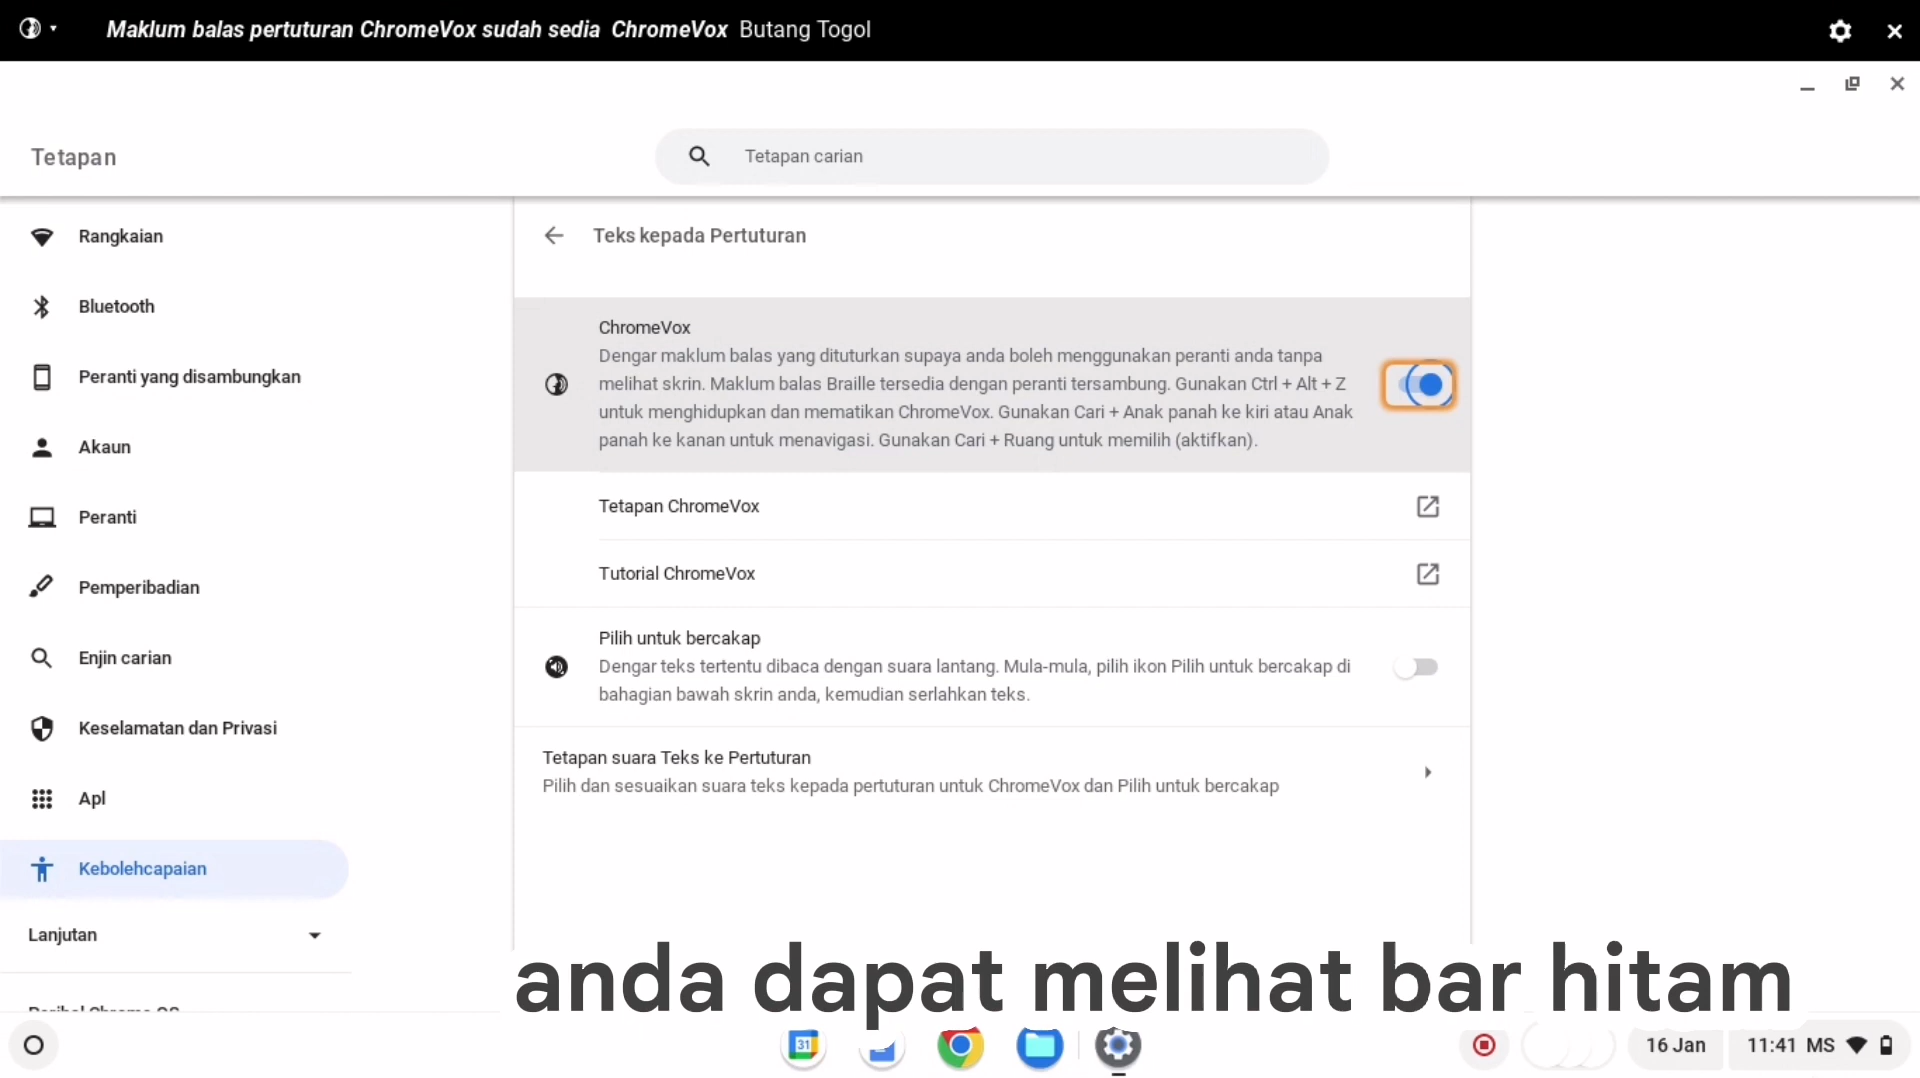 Maklum balas pertuturan ChromeVox sudah sedia ChromeVox Butang Togol
Tetapan
Tetapan carian
Rangkaian
Bluetooth
Peranti yang disambungkan
Akaun
Peranti
Pemperibadian
Enjin carian
Keselamatan dan Privasi
Apl
Kebolehcapaian
Lanjutan
Perihal Chrome OS
Teks kepada Pertuturan
ChromeVox
Dengar maklum balas yang dituturkan supaya anda boleh menggunakan peranti anda tanpa
melihat skrin. Maklum balas Braille tersedia dengan peranti tersambung. Gunakan Ctrl + Alt + Z
untuk menghidupkan dan mematikan ChromeVox. Gunakan Cari + Anak panah ke kiri atau Anak
panah ke kanan untuk menavigasi. Gunakan Cari + Ruang untuk memilih (aktifkan).
Tetapan ChromeVox
Tutorial ChromeVox
Pilih untuk bercakap
Dengar teks tertentu dibaca dengan suara lantang. Mula-mula, pilih ikon Pilih untuk bercakap di
bahagian bawah skrin anda, kemudian serlahkan teks.
Tetapan suara Teks ke Pertuturan
Pilih dan sesuaikan suara teks kepada pertuturan untuk ChromeVox dan Pilih untuk bercakap
anda dapat melihat bar hitam
31
16 Jan
11:41 MS